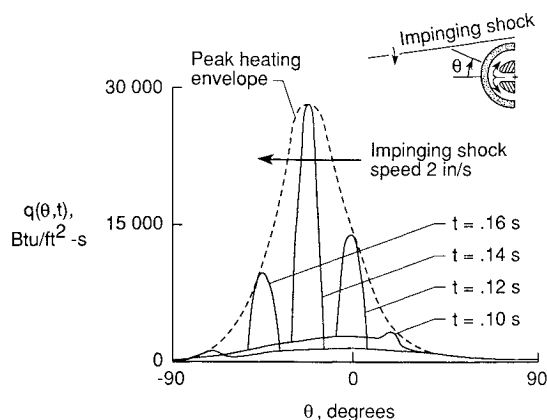 Impinging shock
θ
Peak heating
envelope
30 000
Impinging shock
speed 2 in/s
q(θ,t),
Btu/ft² -s
15 000
t = .16 s
t = .14 s
t = .12 s
t = .10 s
0
-90
0
90
θ , degrees